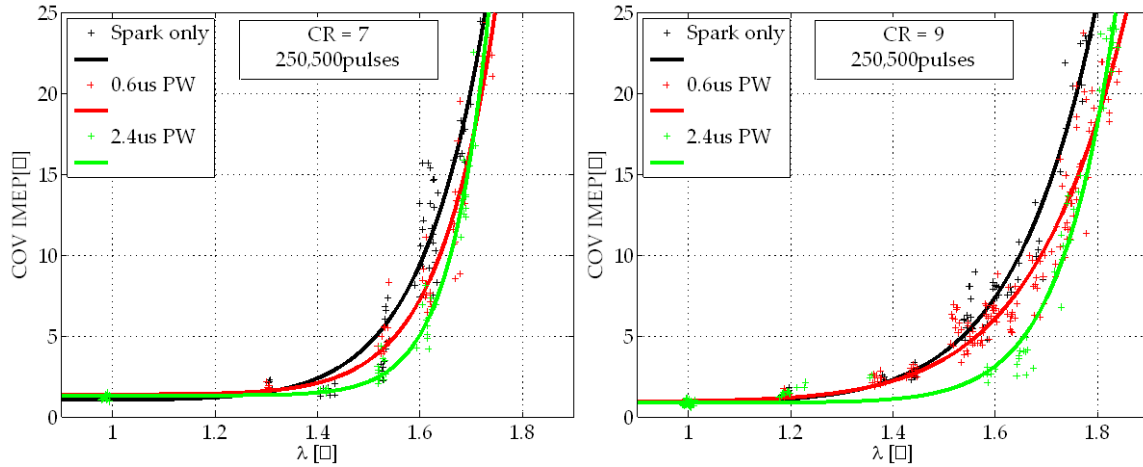 25
20
15
10
5
0
COV IMEP[□]
Spark only
0.6us PW
2.4us PW
CR = 7
250,500pulses
1
1.2
1.4
1.6
1.8
λ [□]
25
20
15
10
5
0
COV IMEP[□]
Spark only
0.6us PW
2.4us PW
CR = 9
250,500pulses
1
1.2
1.4
1.6
1.8
λ [□]